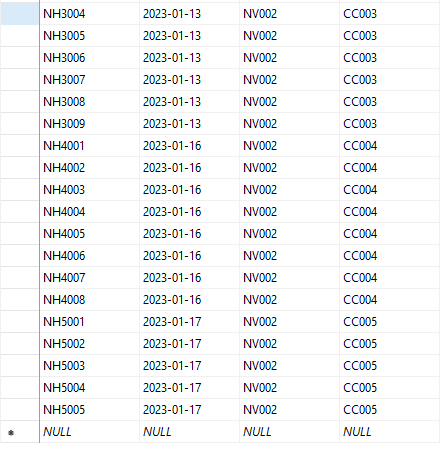 NH3004 2023-01-13 NV002 CC003
NH3005 2023-01-13 NV002 CC003
NH3006 2023-01-13 NV002 CC003
NH3007 2023-01-13 NV002 CC003
NH3008 2023-01-13 NV002 CC003
NH3009 2023-01-13 NV002 CC003
NH4001 2023-01-16 NV002 CC004
NH4002 2023-01-16 NV002 CC004
NH4003 2023-01-16 NV002 CC004
NH4004 2023-01-16 NV002 CC004
NH4005 2023-01-16 NV002 CC004
NH4006 2023-01-16 NV002 CC004
NH4007 2023-01-16 NV002 CC004
NH4008 2023-01-16 NV002 CC004
NH5001 2023-01-17 NV002 CC005
NH5002 2023-01-17 NV002 CC005
NH5003 2023-01-17 NV002 CC005
NH5004 2023-01-17 NV002 CC005
NH5005 2023-01-17 NV002 CC005
* NULL NULL NULL NULL